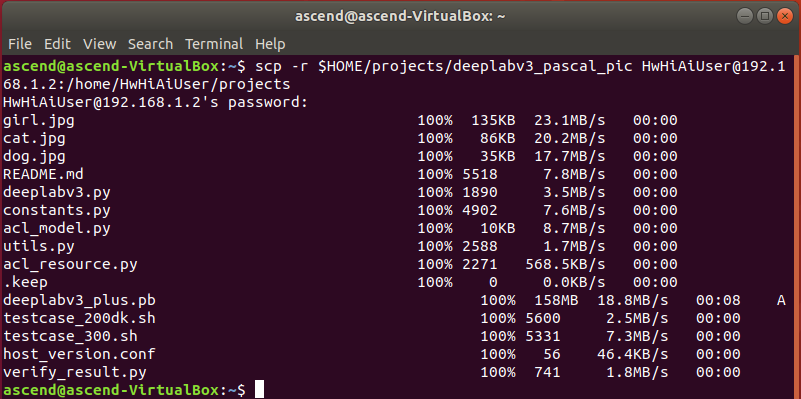 ascend@ascend-VirtualBox: ~
File Edit View Search Terminal Help
ascend@ascend-VirtualBox:~$ scp -r $HOME/projects/deeplabv3_pascal_pic HwHiAiUser@192.1
68.1.2:/home/HwHiAiUser/projects
HwHiAiUser@192.168.1.2's password:
girl.jpg 100% 135KB 23.1MB/s 00:00
cat.jpg 100% 86KB 20.2MB/s 00:00
dog.jpg 100% 35KB 17.7MB/s 00:00
README.md 100% 5518 7.8MB/s 00:00
deeplabv3.py 100% 1890 3.5MB/s 00:00
constants.py 100% 4902 7.6MB/s 00:00
acl_model.py 100% 10KB 8.7MB/s 00:00
utils.py 100% 2588 1.7MB/s 00:00
acl_resource.py 100% 2271 568.5KB/s 00:00
.keep 100% 0 0.0KB/s 00:00
deeplabv3_plus.pb 100% 158MB 18.8MB/s 00:08 A
testcase_200dk.sh 100% 5600 2.5MB/s 00:00
testcase_300.sh 100% 5331 7.3MB/s 00:00
host_version.conf 100% 56 46.4KB/s 00:00
verify_result.py 100% 741 1.8MB/s 00:00
ascend@ascend-VirtualBox:~$